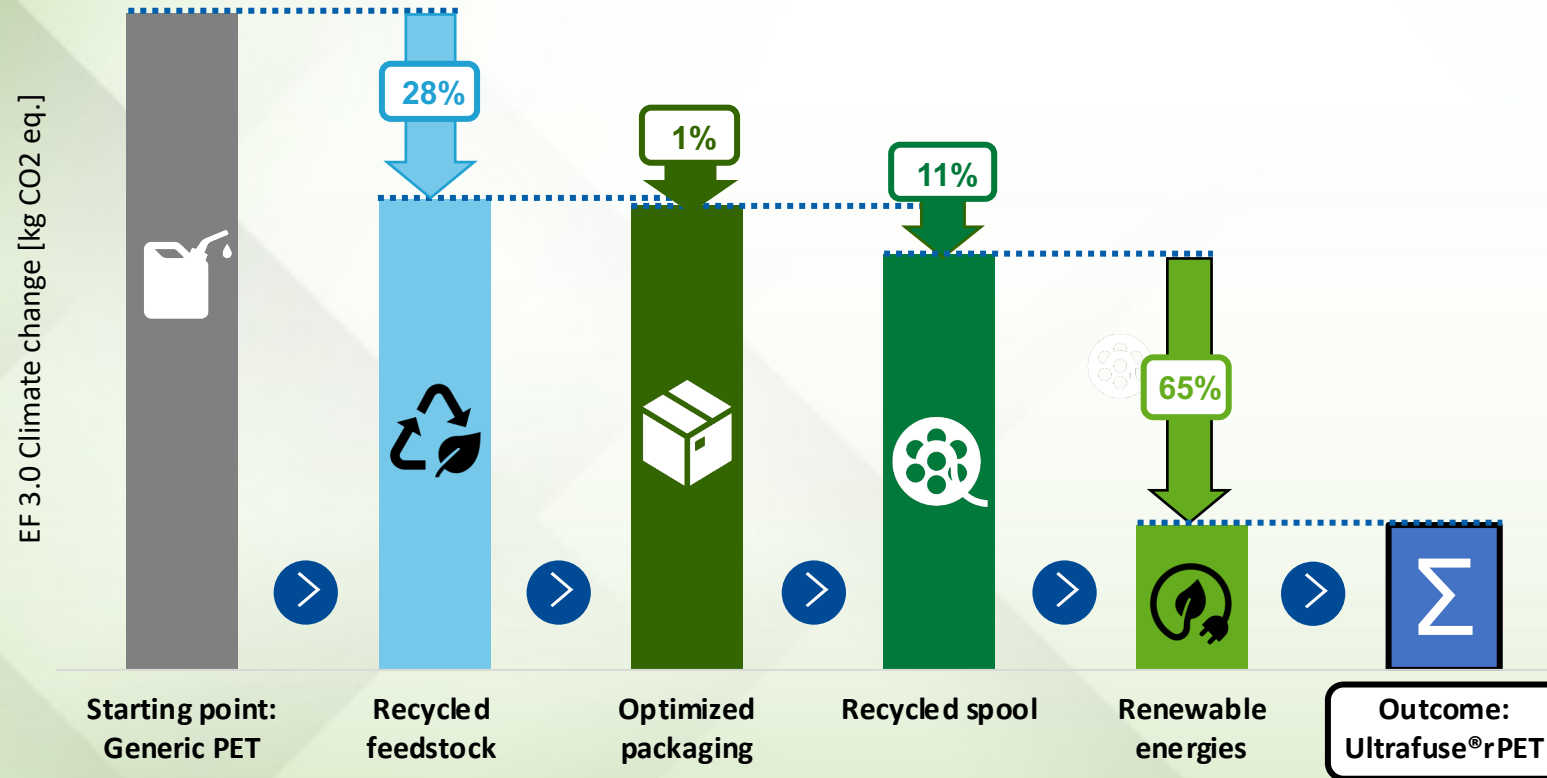 EF 3.0 Climate change [kg CO2 eq.]
28%
1%
11%
65%
Σ
Starting point:
Generic PET
Recycled
feedstock
Optimized
packaging
Recycled spool
Renewable
energies
Outcome:
Ultrafuse®rPET